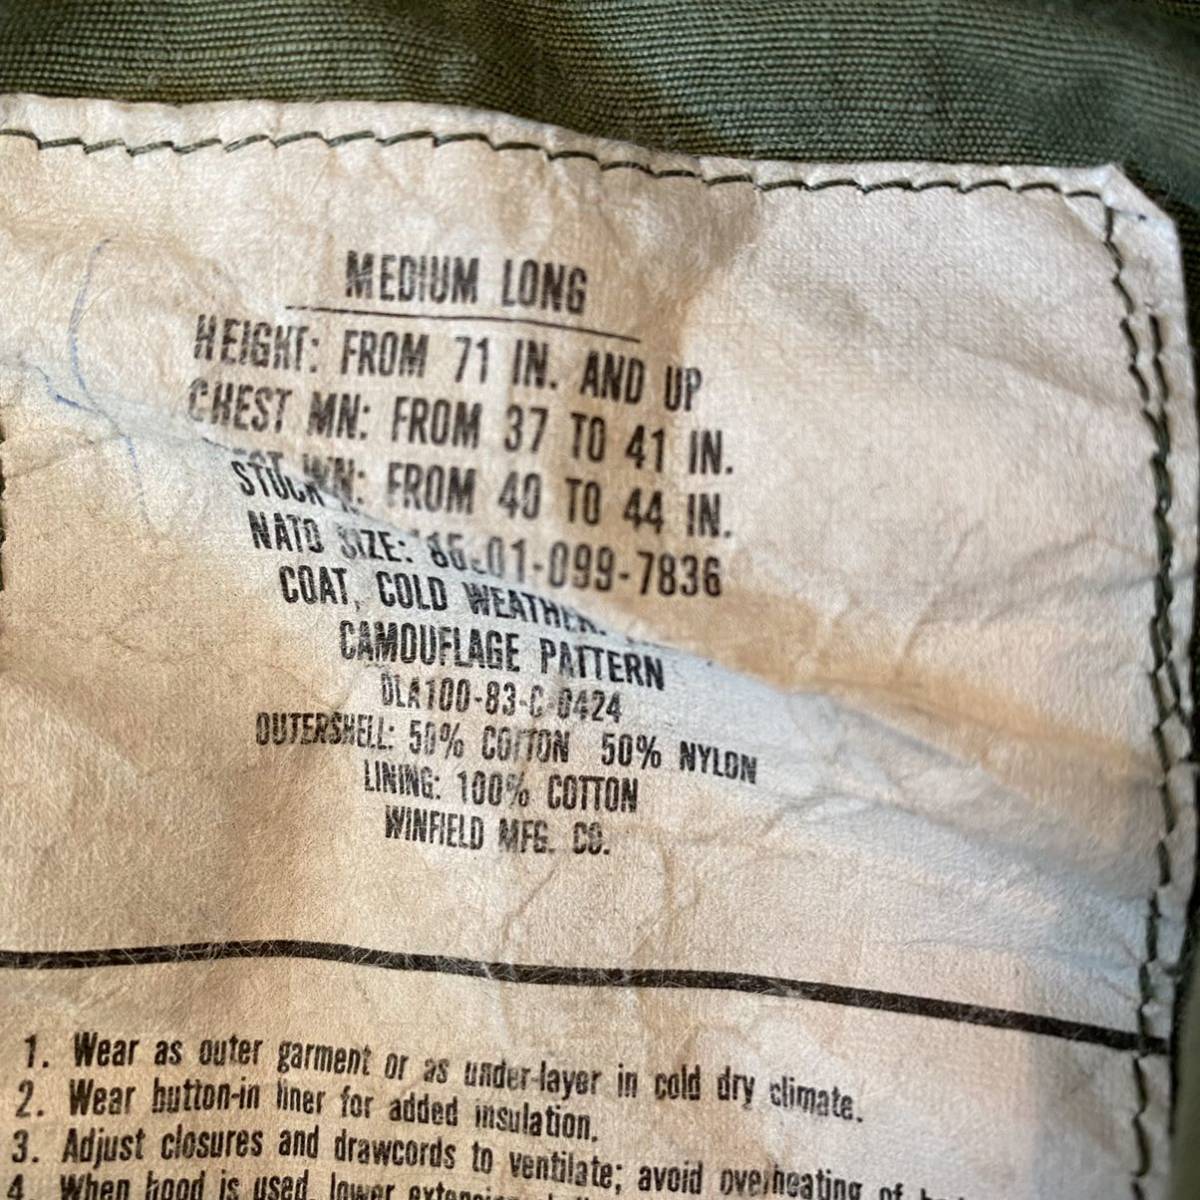 MEDIUM LONG
HEIGHT: FROM 71 IN. AND UP
CHEST MN: FROM 37 TO 41 IN.
FROM 40 TO 44 IN.
01-099-7836
NATO SIZE:
COAT, COLD WEATHER,
CAMOUFLAGE PATTERN
DLA100-83-C-0424
OUTERSHELL: 50% COTTON 50% NYLON
LINING: 100% COTTON
WINFIELD MFG. CO.
1. Wear as outer garment or as under-layer in cold dry climate.
2. Wear button-in liner for added insulation.
3. Adjust closures and drawcords to ventilate; avoid overheating of
4. When hood is used, lower